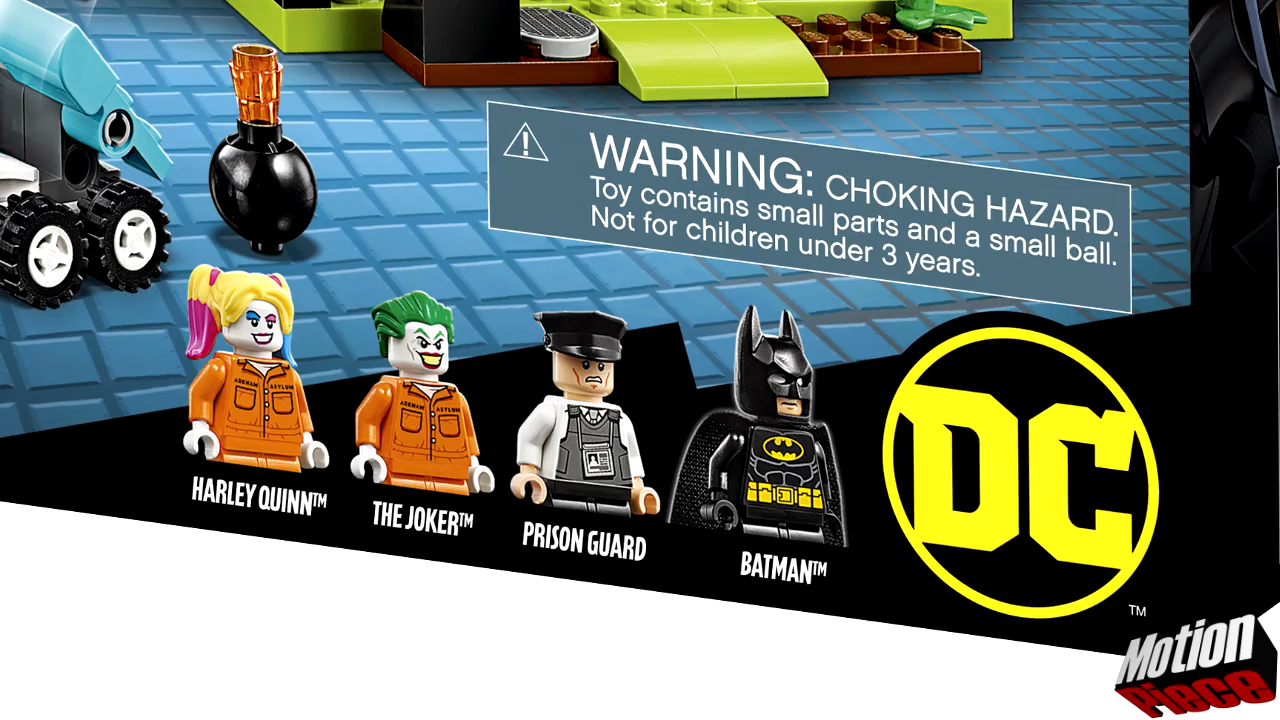 WARNING: CHOKING HAZARD.
Toy contains small parts and a small ball.
Not for children under 3 years.
ARKHAM ASYLUM
ARKHAM ASYLUM
HARLEY QUINN™
THE JOKER™
PRISON GUARD
BATMAN™
DC
™
Motion
Piece